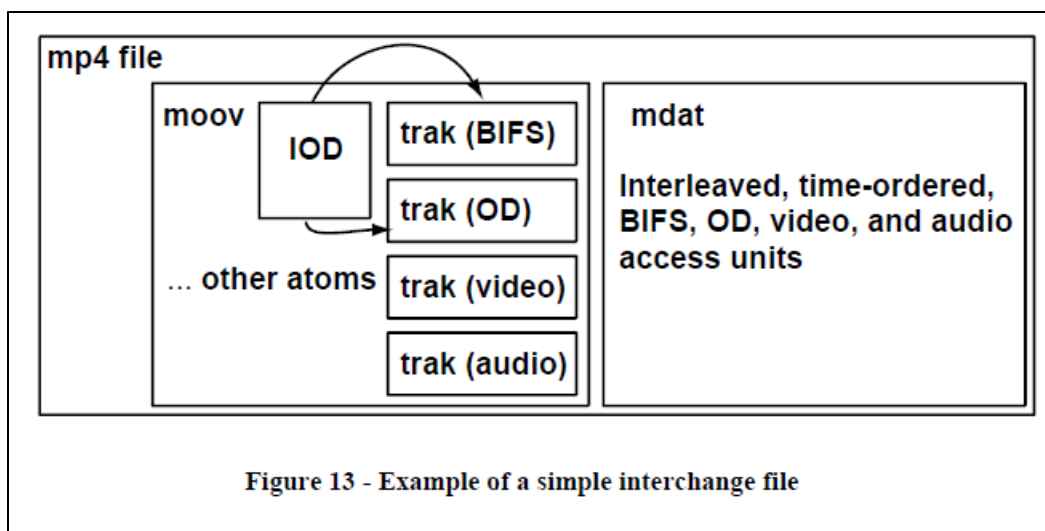 mp4 file
moov
IOD
trak (BIFS)
trak (OD)
... other atoms
trak (video)
trak (audio)
mdat
Interleaved, time-ordered,
BIFS, OD, video, and audio
access units
Figure 13 - Example of a simple interchange file